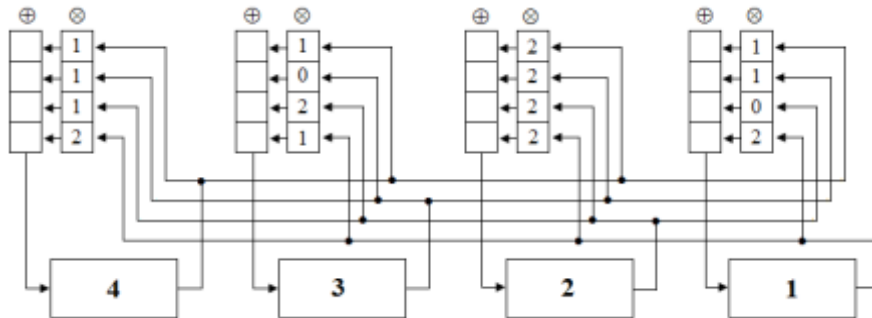 ⊕ ⊗ ⊕ ⊗ ⊕ ⊗ ⊕ ⊗
1 1 2 1
1 0 2 1
1 2 2 0
2 1 2 2
4 3 2 1